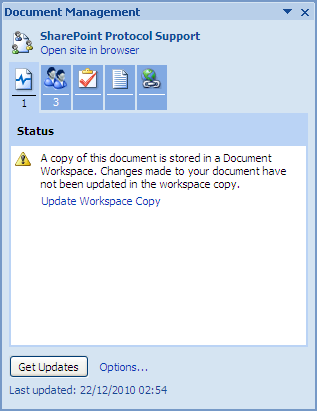 Document Management
SharePoint Protocol Support
Open site in browser
1
3
Status
A copy of this document is stored in a Document
Workspace. Changes made to your document have
not been updated in the workspace copy.
Update Workspace Copy
Get Updates
Options...
Last updated: 22/12/2010 02:54